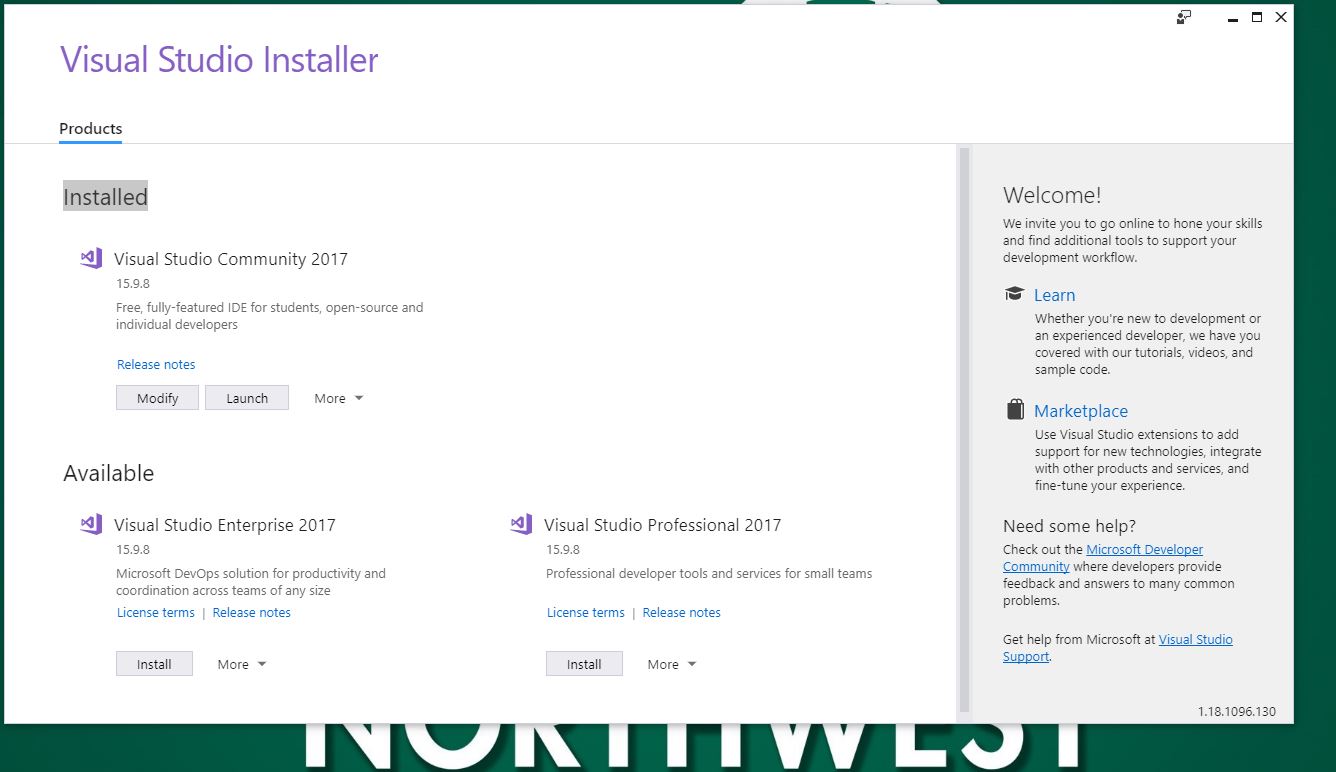 Visual Studio Installer
Products
Installed
Visual Studio Community 2017
15.9.8
Free, fully-featured IDE for students, open-source and
individual developers
Release notes
Modify
Launch
More
Available
Visual Studio Enterprise 2017
15.9.8
Microsoft DevOps solution for productivity and
coordination across teams of any size
License terms | Release notes
Install
More
Visual Studio Professional 2017
15.9.8
Professional developer tools and services for small teams
License terms | Release notes
Install
More
Welcome!
We invite you to go online to hone your skills
and find additional tools to support your
development workflow.
Learn
Whether you're new to development or
an experienced developer, we have you
covered with our tutorials, videos, and
sample code.
Marketplace
Use Visual Studio extensions to add
support for new technologies, integrate
with other products and services, and
fine-tune your experience.
Need some help?
Check out the Microsoft Developer
Community where developers provide
feedback and answers to many common
problems.
Get help from Microsoft at Visual Studio
Support.
1.18.1096.130
NORTHWEST